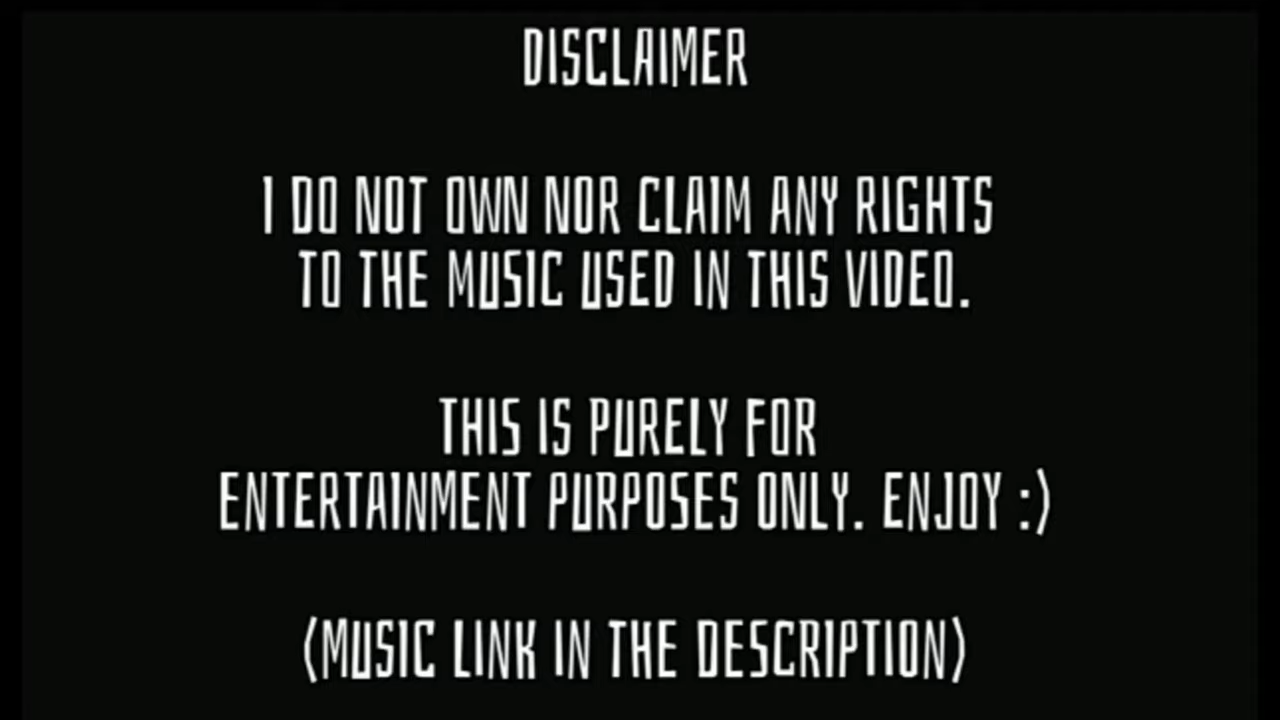 DISCLAIMER
I DO NOT OWN NOR CLAIM ANY RIGHTS
TO THE MUSIC USED IN THIS VIDEO.
THIS IS PURELY FOR
ENTERTAINMENT PURPOSES ONLY. ENJOY :)
(MUSIC LINK IN THE DESCRIPTION)